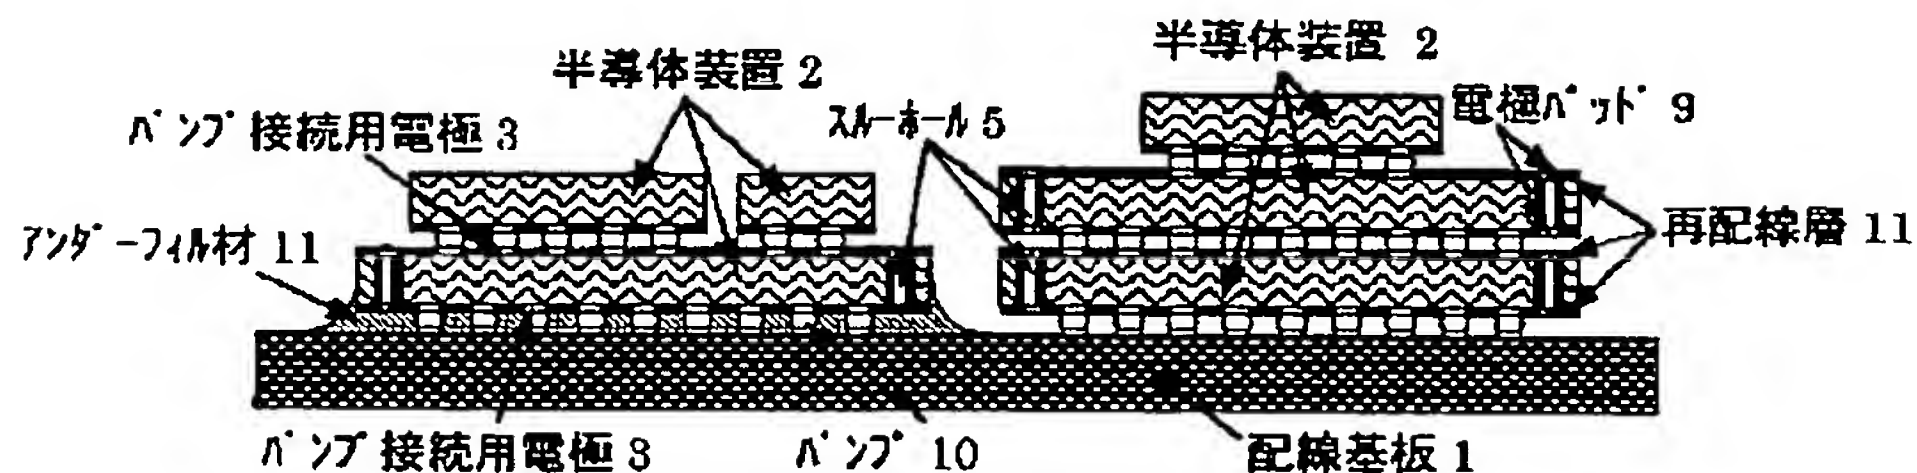 半導体装置 2
半導体装置 2
バンプ接続用電極 3
スルーホール 5
電極パッド 9
アンダーフィル材 11
再配線層 11
バンプ接続用電極 3
バンプ 10
配線基板 1